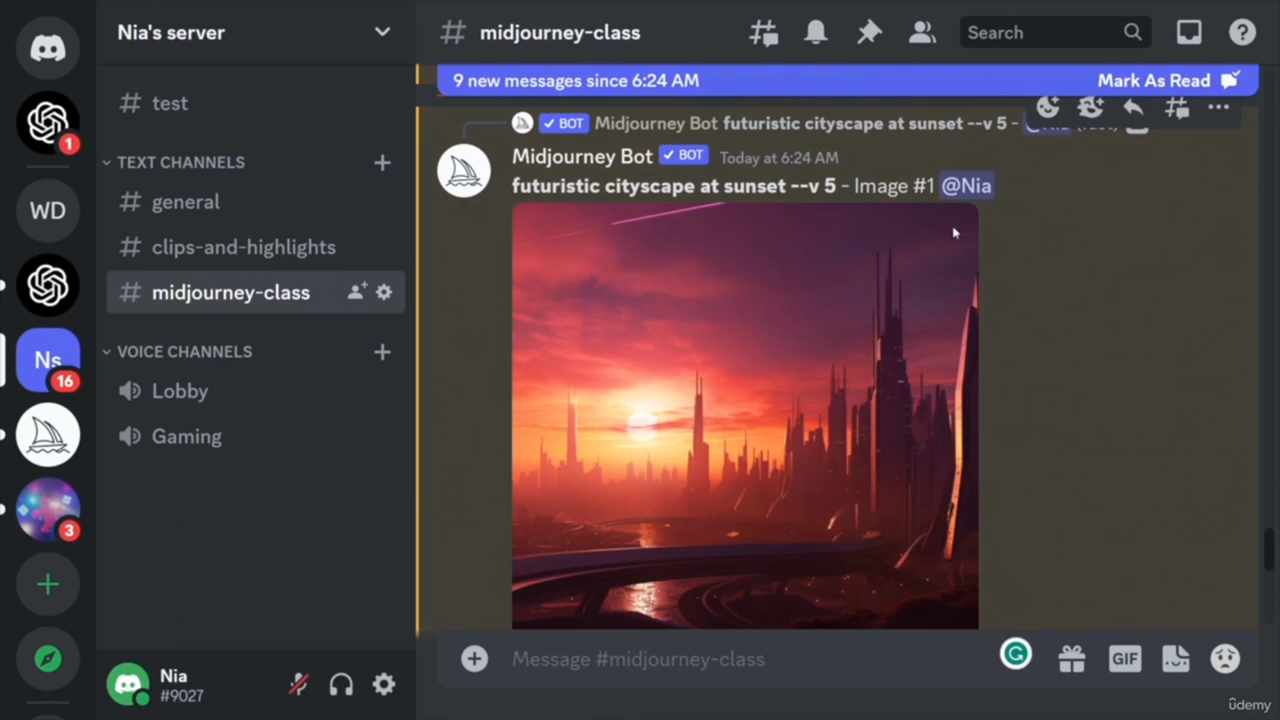 Nia's server
midjourney-class
Search
9 new messages since 6:24 AM
Mark As Read
test
BOT Midjourney Bot futuristic cityscape at sunset --v 5 -
TEXT CHANNELS
Midjourney Bot BOT Today at 6:24 AM
futuristic cityscape at sunset --v 5 - Image #1 @Nia
general
WD
clips-and-highlights
midjourney-class
VOICE CHANNELS
Ns
Lobby
Gaming
1
16
3
Message #midjourney-class
GIF
Nia
#9027
ûdemy